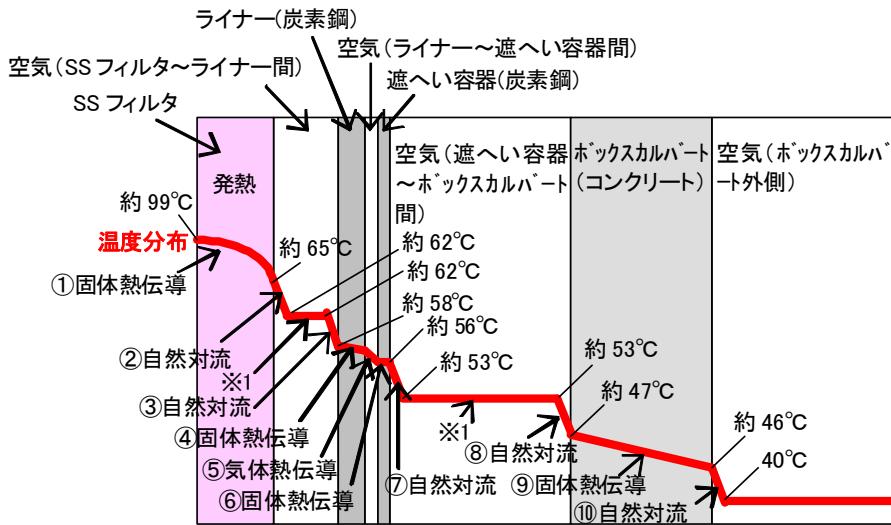 ライナー(炭素鋼)
空気(ライナー～遮へい容器間)
空気(SSフィルタ～ライナー間)
遮へい容器(炭素鋼)
SSフィルタ
発熱
空気(遮へい容器
～ボックスカルバート
間)
ボックスカルバート
(コンクリート)
空気(ボックスカルバ
ート外側)
約99℃
温度分布
①固体熱伝導
約65℃
約62℃
約62℃
約58℃
約56℃
約53℃
約53℃
約47℃
約46℃
40℃
②自然対流
※1
③自然対流
④固体熱伝導
⑤気体熱伝導
⑥固体熱伝導
⑦自然対流
※1
⑧自然対流
⑨固体熱伝導
⑩自然対流